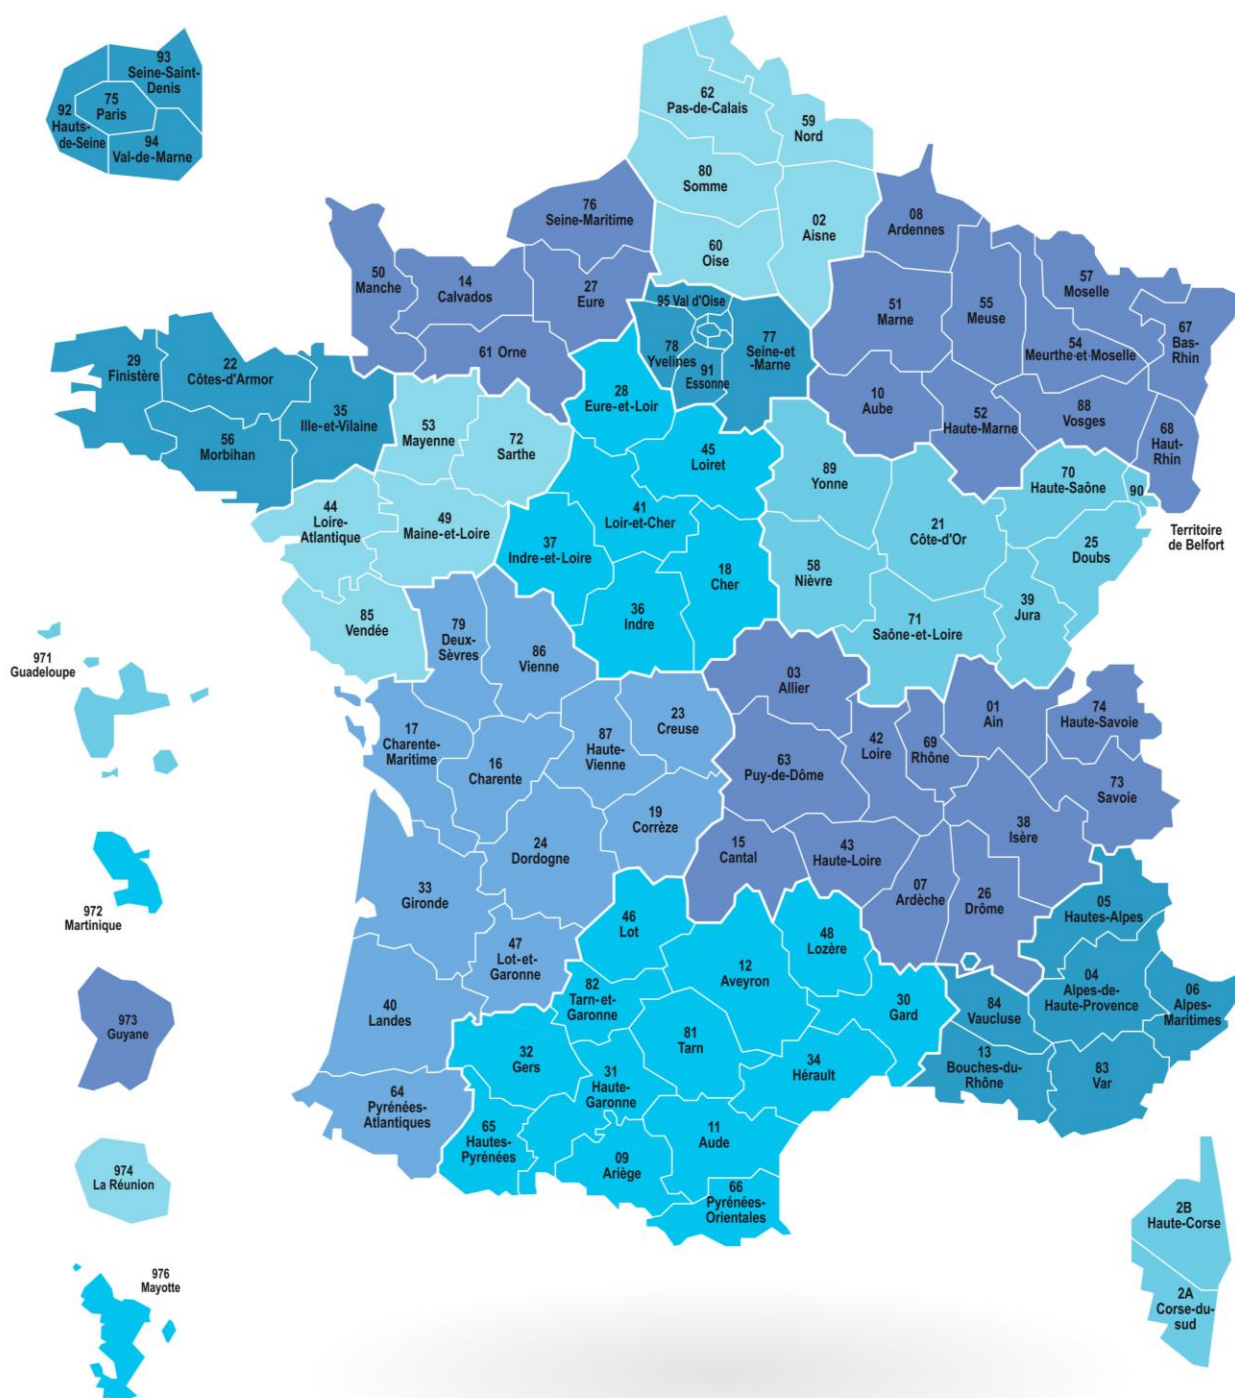 93
Seine-Saint-
Denis
75
Paris
92
Hauts-
de-Seine
94
Val-de-Marne
62
Pas-de-Calais
59
Nord
80
Somme
02
Aisne
60
Oise
76
Seine-Maritime
27
Eure
14
Calvados
50
Manche
61 Orne
08
Ardennes
51
Marne
55
Meuse
57
Moselle
54
Meurthe-et-Moselle
67
Bas-
Rhin
10
Aube
52
Haute-Marne
88
Vosges
68
Haut-
Rhin
95 Val d'Oise
78
Yvelines
91
Essonne
77
Seine-et
-Marne
29
Finistère
22
Côtes-d'Armor
35
Ille-et-Vilaine
56
Morbihan
53
Mayenne
72
Sarthe
44
Loire-
Atlantique
49
Maine-et-Loire
85
Vendée
28
Eure-et-Loir
45
Loiret
41
Loir-et-Cher
37
Indre-et-Loire
18
Cher
36
Indre
89
Yonne
21
Côte-d'Or
58
Nièvre
71
Saône-et-Loire
70
Haute-Saône
90
Territoire
de Belfort
25
Doubs
39
Jura
79
Deux-
Sèvres
86
Vienne
17
Charente-
Maritime
16
Charente
87
Haute-
Vienne
23
Creuse
19
Corrèze
24
Dordogne
33
Gironde
47
Lot-et-
Garonne
40
Landes
64
Pyrénées-
Atlantiques
03
Allier
63
Puy-de-Dôme
42
Loire
69
Rhône
01
Ain
74
Haute-Savoie
73
Savoie
38
Isère
15
Cantal
43
Haute-Loire
07
Ardèche
26
Drôme
46
Lot
48
Lozère
12
Aveyron
82
Tarn-et-
Garonne
81
Tarn
30
Gard
34
Hérault
32
Gers
31
Haute-
Garonne
65
Hautes-
Pyrénées
09
Ariège
11
Aude
66
Pyrénées-
Orientales
05
Hautes-Alpes
04
Alpes-de-
Haute-Provence
06
Alpes-
Maritimes
84
Vaucluse
13
Bouches-du-
Rhône
83
Var
2B
Haute-Corse
2A
Corse-du-
sud
971
Guadeloupe
972
Martinique
973
Guyane
974
La Réunion
976
Mayotte